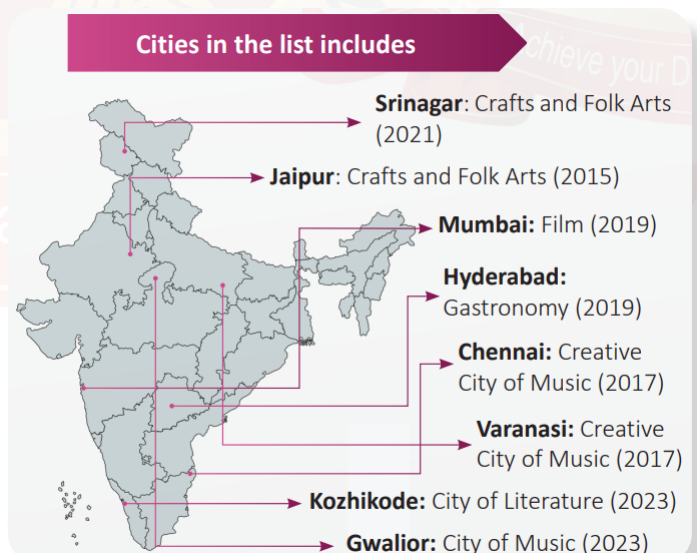 Achieve your D
Cities in the list includes
Srinagar: Crafts and Folk Arts
(2021)
Jaipur: Crafts and Folk Arts (2015)
Mumbai: Film (2019)
Hyderabad:
Gastronomy (2019)
Chennai: Creative
City of Music (2017)
Varanasi: Creative
City of Music (2017)
Kozhikode: City of Literature (2023)
Gwalior: City of Music (2023)